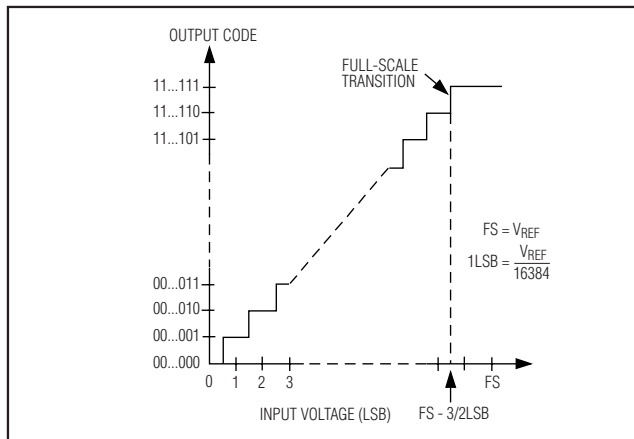 OUTPUT CODE
FULL-SCALE
TRANSITION
11...111
11...110
11...101
FS = VREF
1LSB = VREF
16384
00...011
00...010
00...001
00...000
0 1 2 3 FS
INPUT VOLTAGE (LSB) FS - 3/2LSB